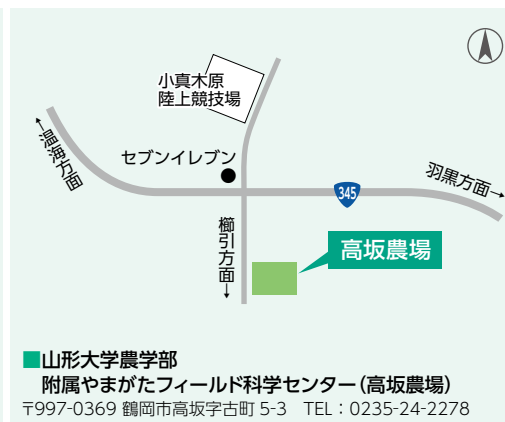 小真木原
陸上競技場
←温海方面
セブンイレブン
羽黒方面→
345
櫛引方面→
高坂農場
■山形大学農学部
附属やまがたフィールド科学センター(高坂農場)
〒997-0369 鶴岡市高坂字古町 5-3 TEL:0235-24-2278